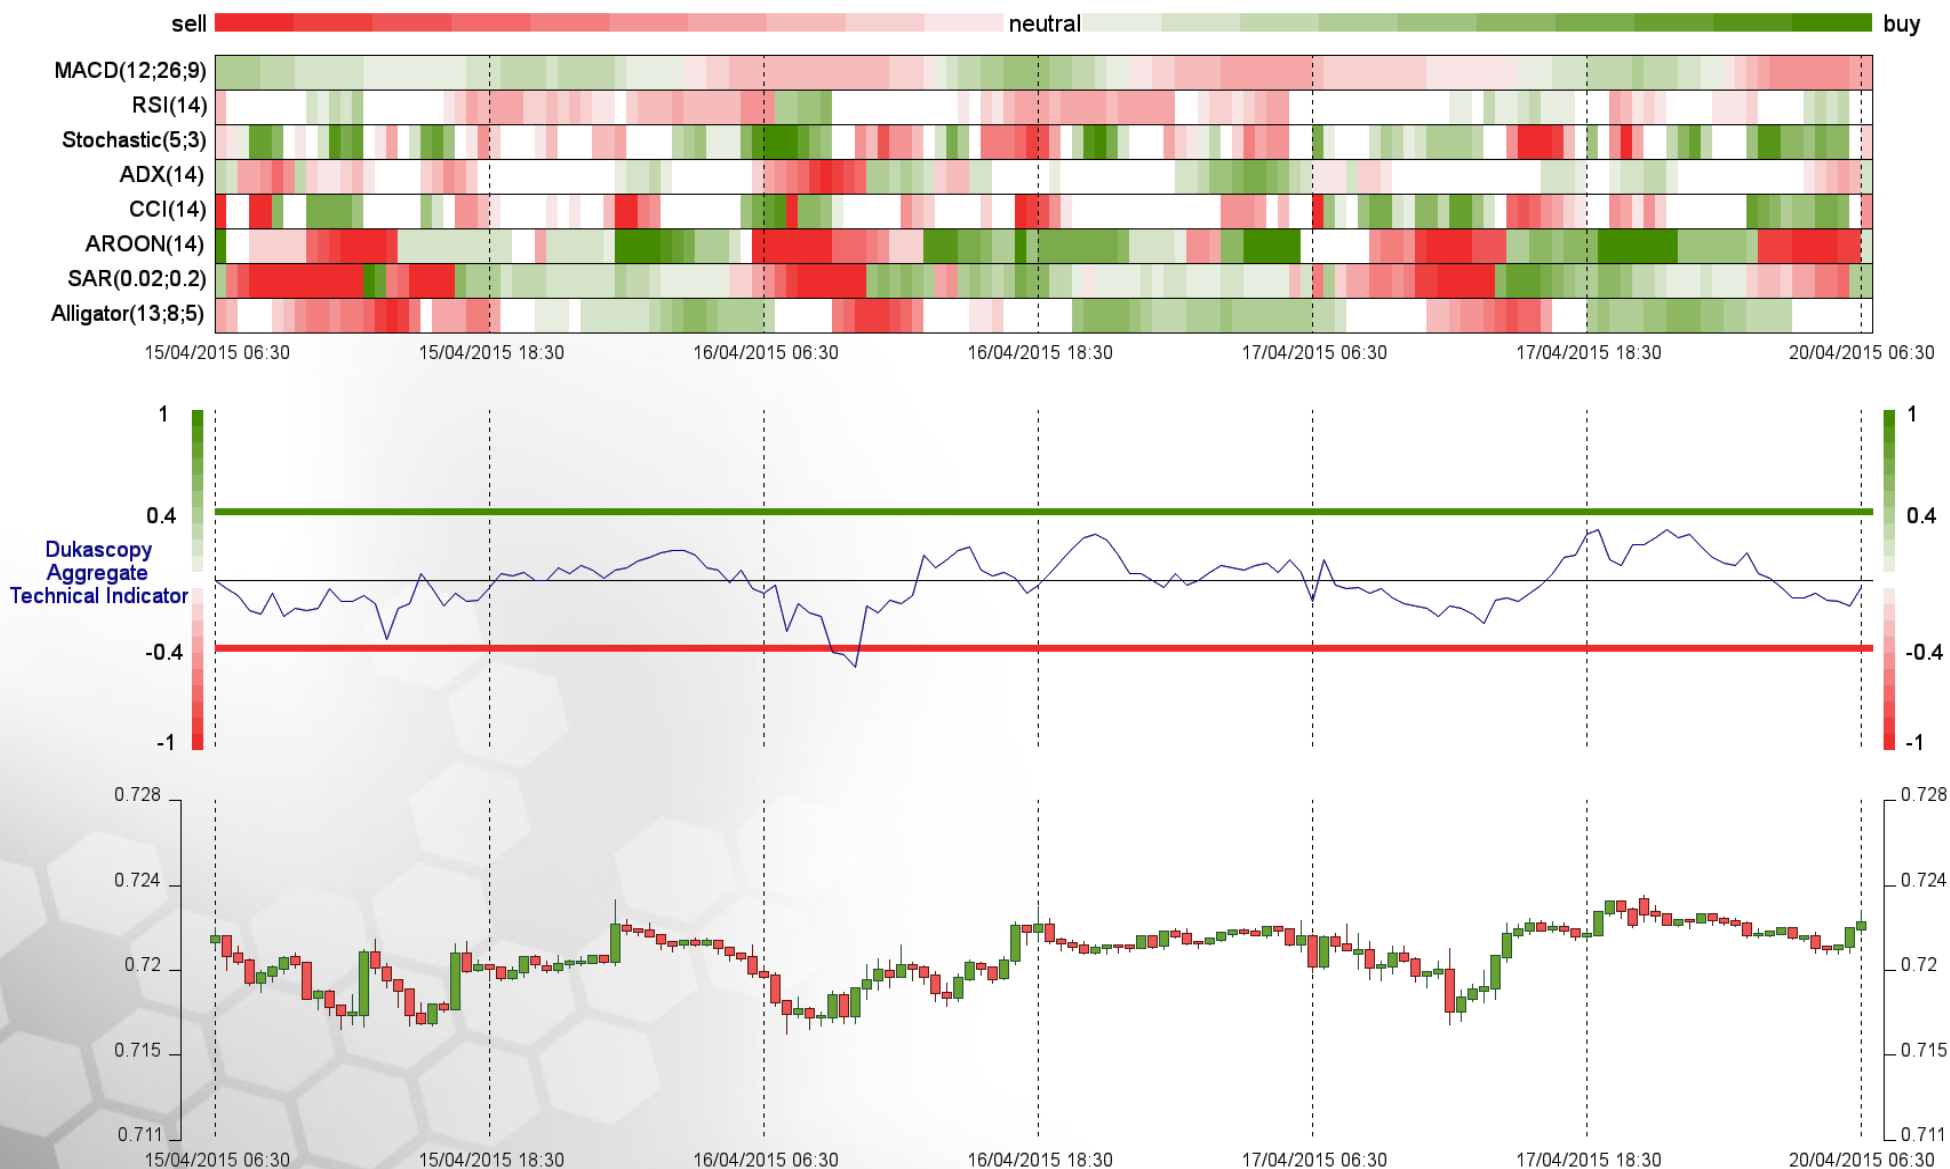 sell neutral buy
MACD(12;26;9)
RSI(14)
Stochastic(5;3)
ADX(14)
CCI(14)
AROON(14)
SAR(0.02;0.2)
Alligator(13;8;5)
15/04/2015 06:30 15/04/2015 18:30 16/04/2015 06:30 16/04/2015 18:30 17/04/2015 06:30 17/04/2015 18:30 20/04/2015 06:30
1 1
0.4 0.4
Dukascopy
Aggregate
Technical Indicator
-0.4 -0.4
-1 -1
0.728 0.728
0.724 0.724
0.72 0.72
0.715 0.715
0.711 0.711
15/04/2015 06:30 15/04/2015 18:30 16/04/2015 06:30 16/04/2015 18:30 17/04/2015 06:30 17/04/2015 18:30 20/04/2015 06:30